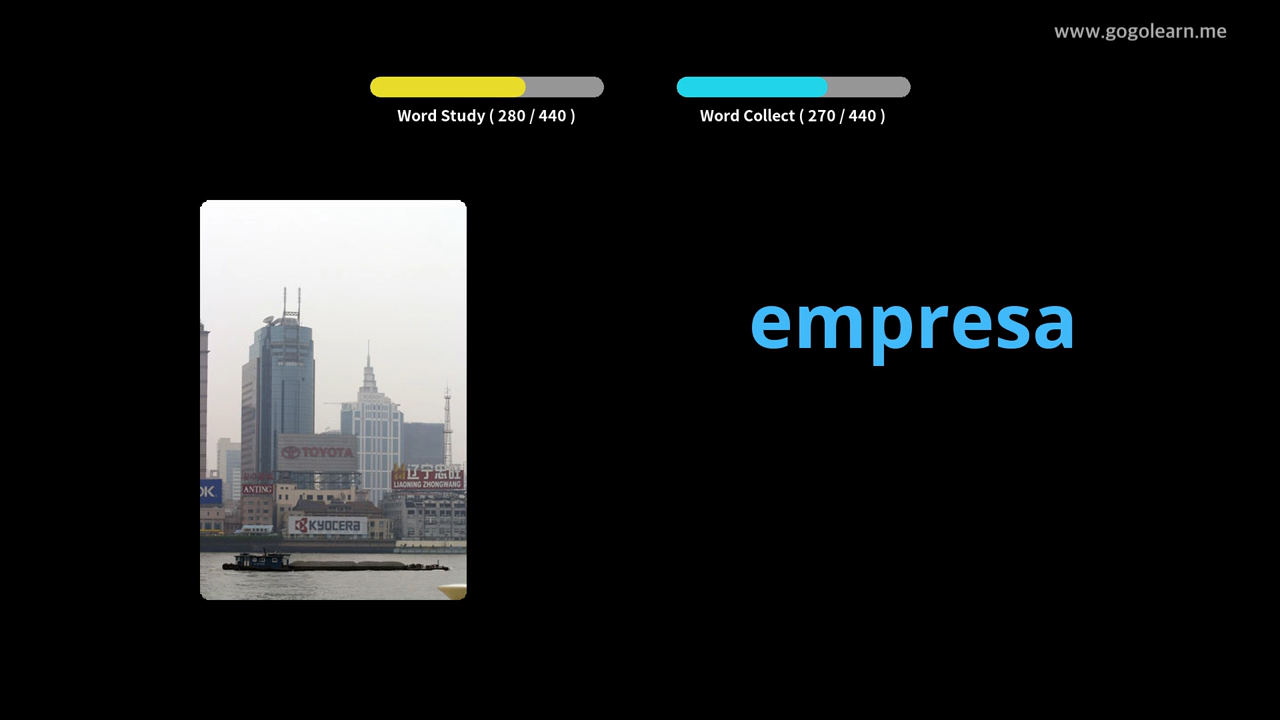 www.gogolearn.me
Word Study ( 280 / 440 )
Word Collect ( 270 / 440 )
empresa
TOYOTA
辽宁忠旺
LIAONING ZHONGWANG
OK
ANTING
KYOCERA